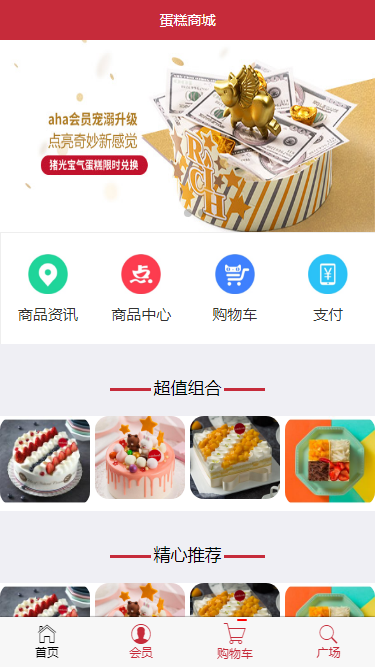 蛋糕商城
aha会员宠溺升级
点亮奇妙新感觉
猪光宝气蛋糕限时兑换
RICH
商品资讯
商品中心
购物车
支付
超值组合
精心推荐
首页
会员
购物车
广场